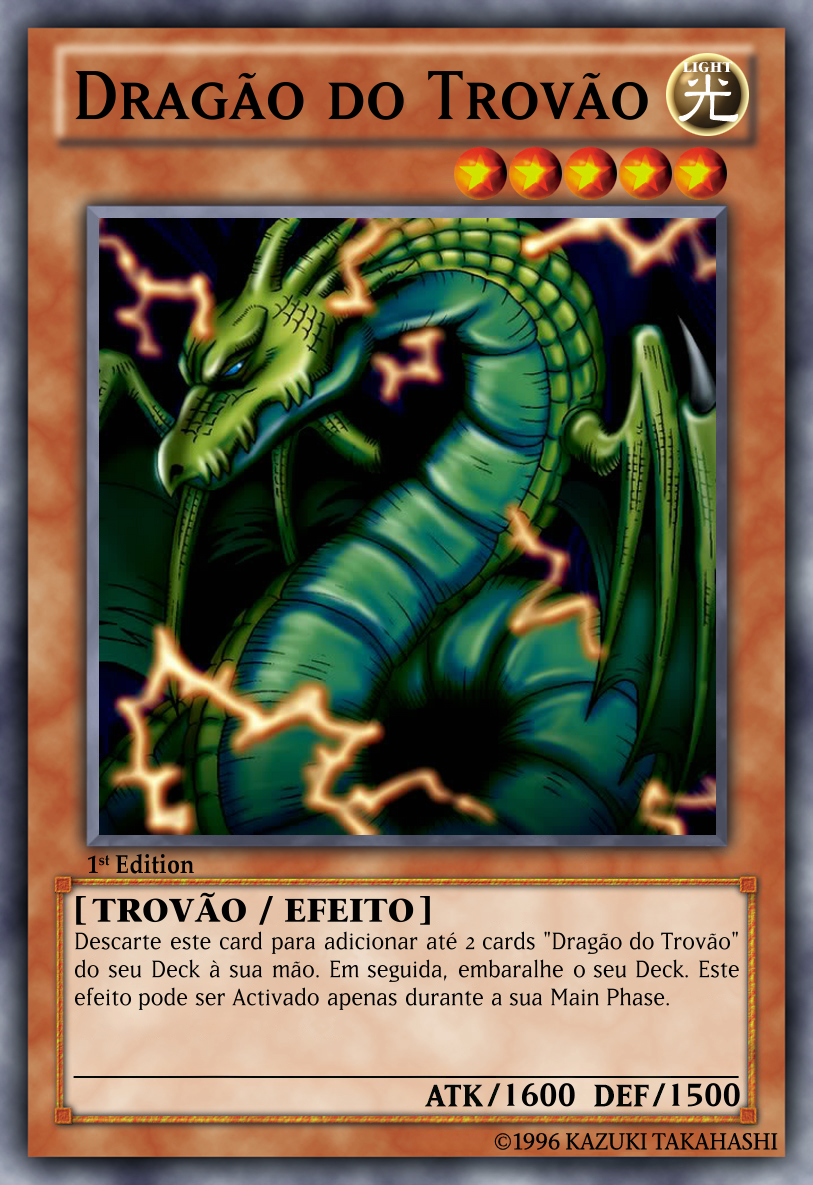 Dragão do Trovão
LIGHT
光
1st Edition
[ TROVÃO / EFEITO ]
Descarte este card para adicionar até 2 cards "Dragão do Trovão"
do seu Deck à sua mão. Em seguida, embaralhe o seu Deck. Este
efeito pode ser Activado apenas durante a sua Main Phase.
ATK/1600 DEF/1500
©1996 KAZUKI TAKAHASHI